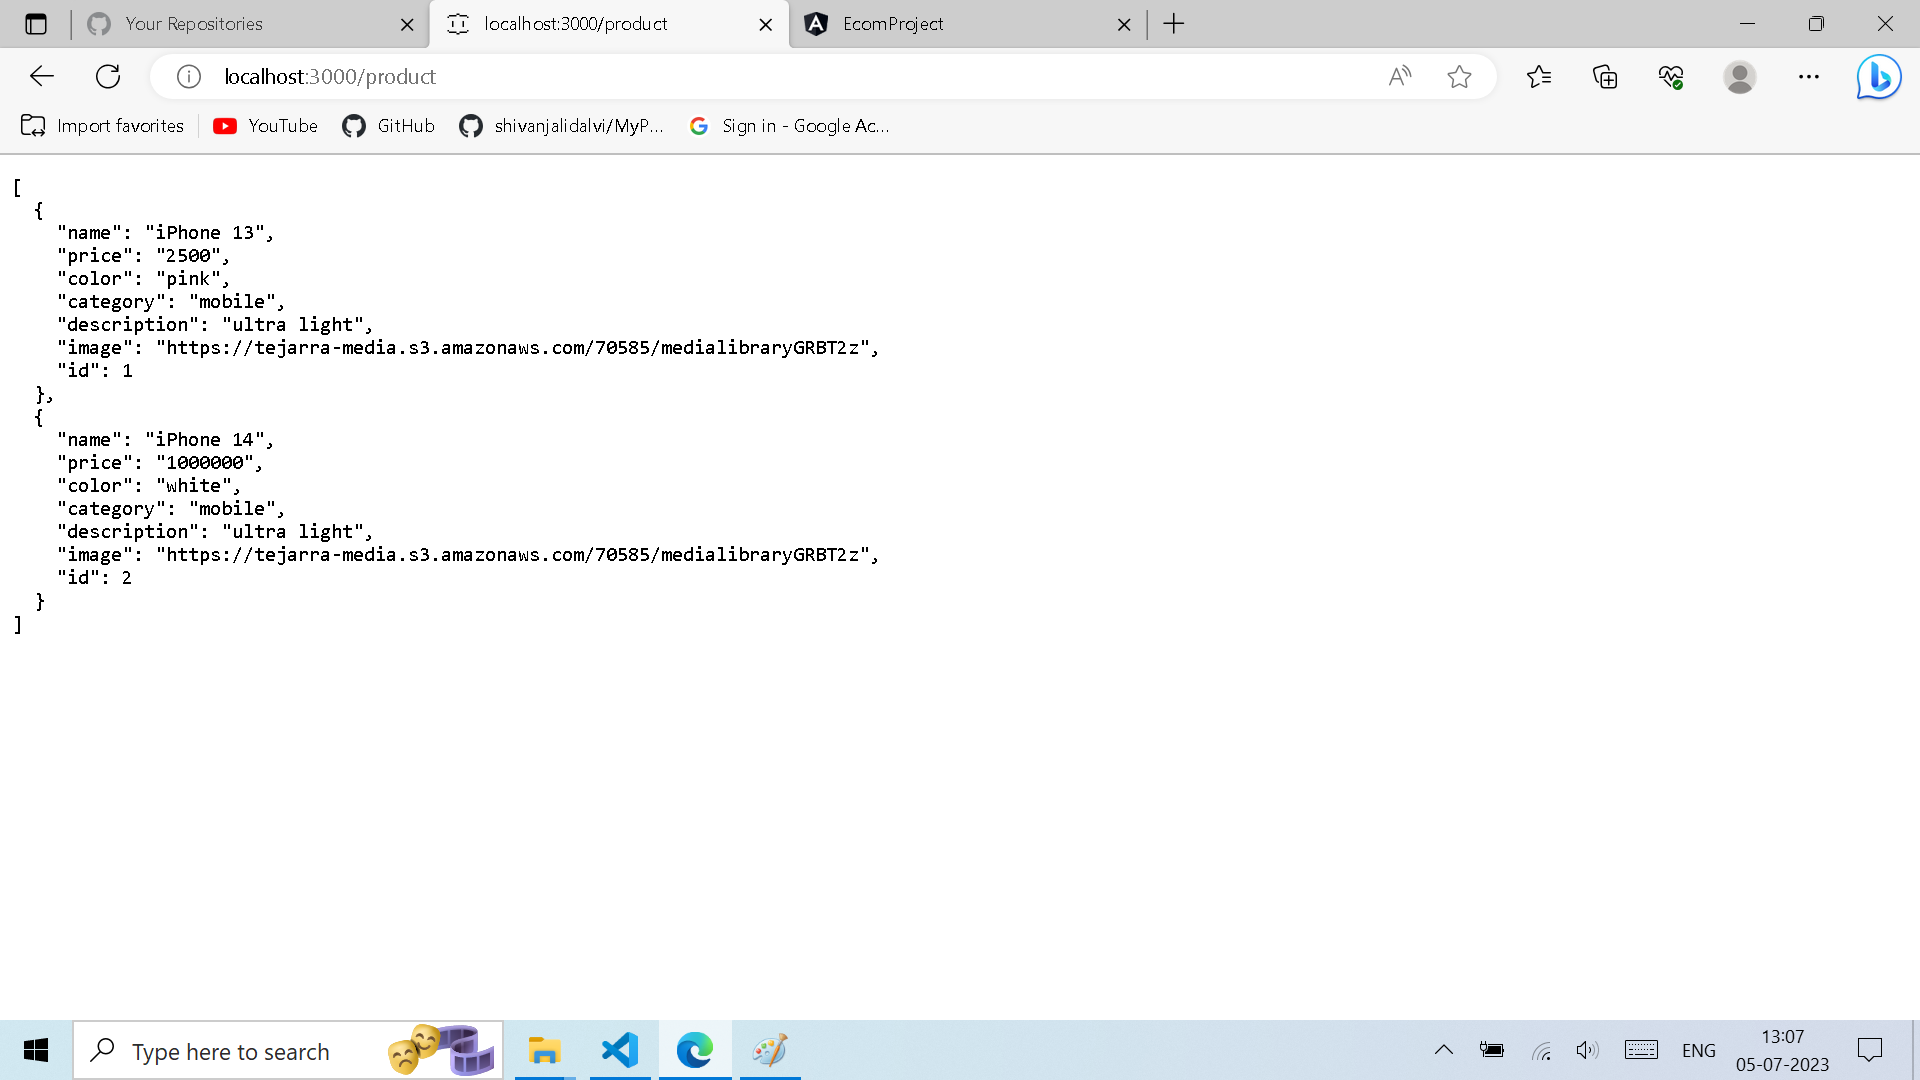 Your Repositories
localhost:3000/product
EcomProject
localhost:3000/product
Import favorites
YouTube
GitHub
shivanjalidalvi/MyP...
Sign in - Google Ac...
[
  {
    "name": "iPhone 13",
    "price": "2500",
    "color": "pink",
    "category": "mobile",
    "description": "ultra light",
    "image": "https://tejarra-media.s3.amazonaws.com/70585/medialibraryGRBT2z",
    "id": 1
  },
  {
    "name": "iPhone 14",
    "price": "1000000",
    "color": "white",
    "category": "mobile",
    "description": "ultra light",
    "image": "https://tejarra-media.s3.amazonaws.com/70585/medialibraryGRBT2z",
    "id": 2
  }
]
Type here to search
ENG
13:07
05-07-2023